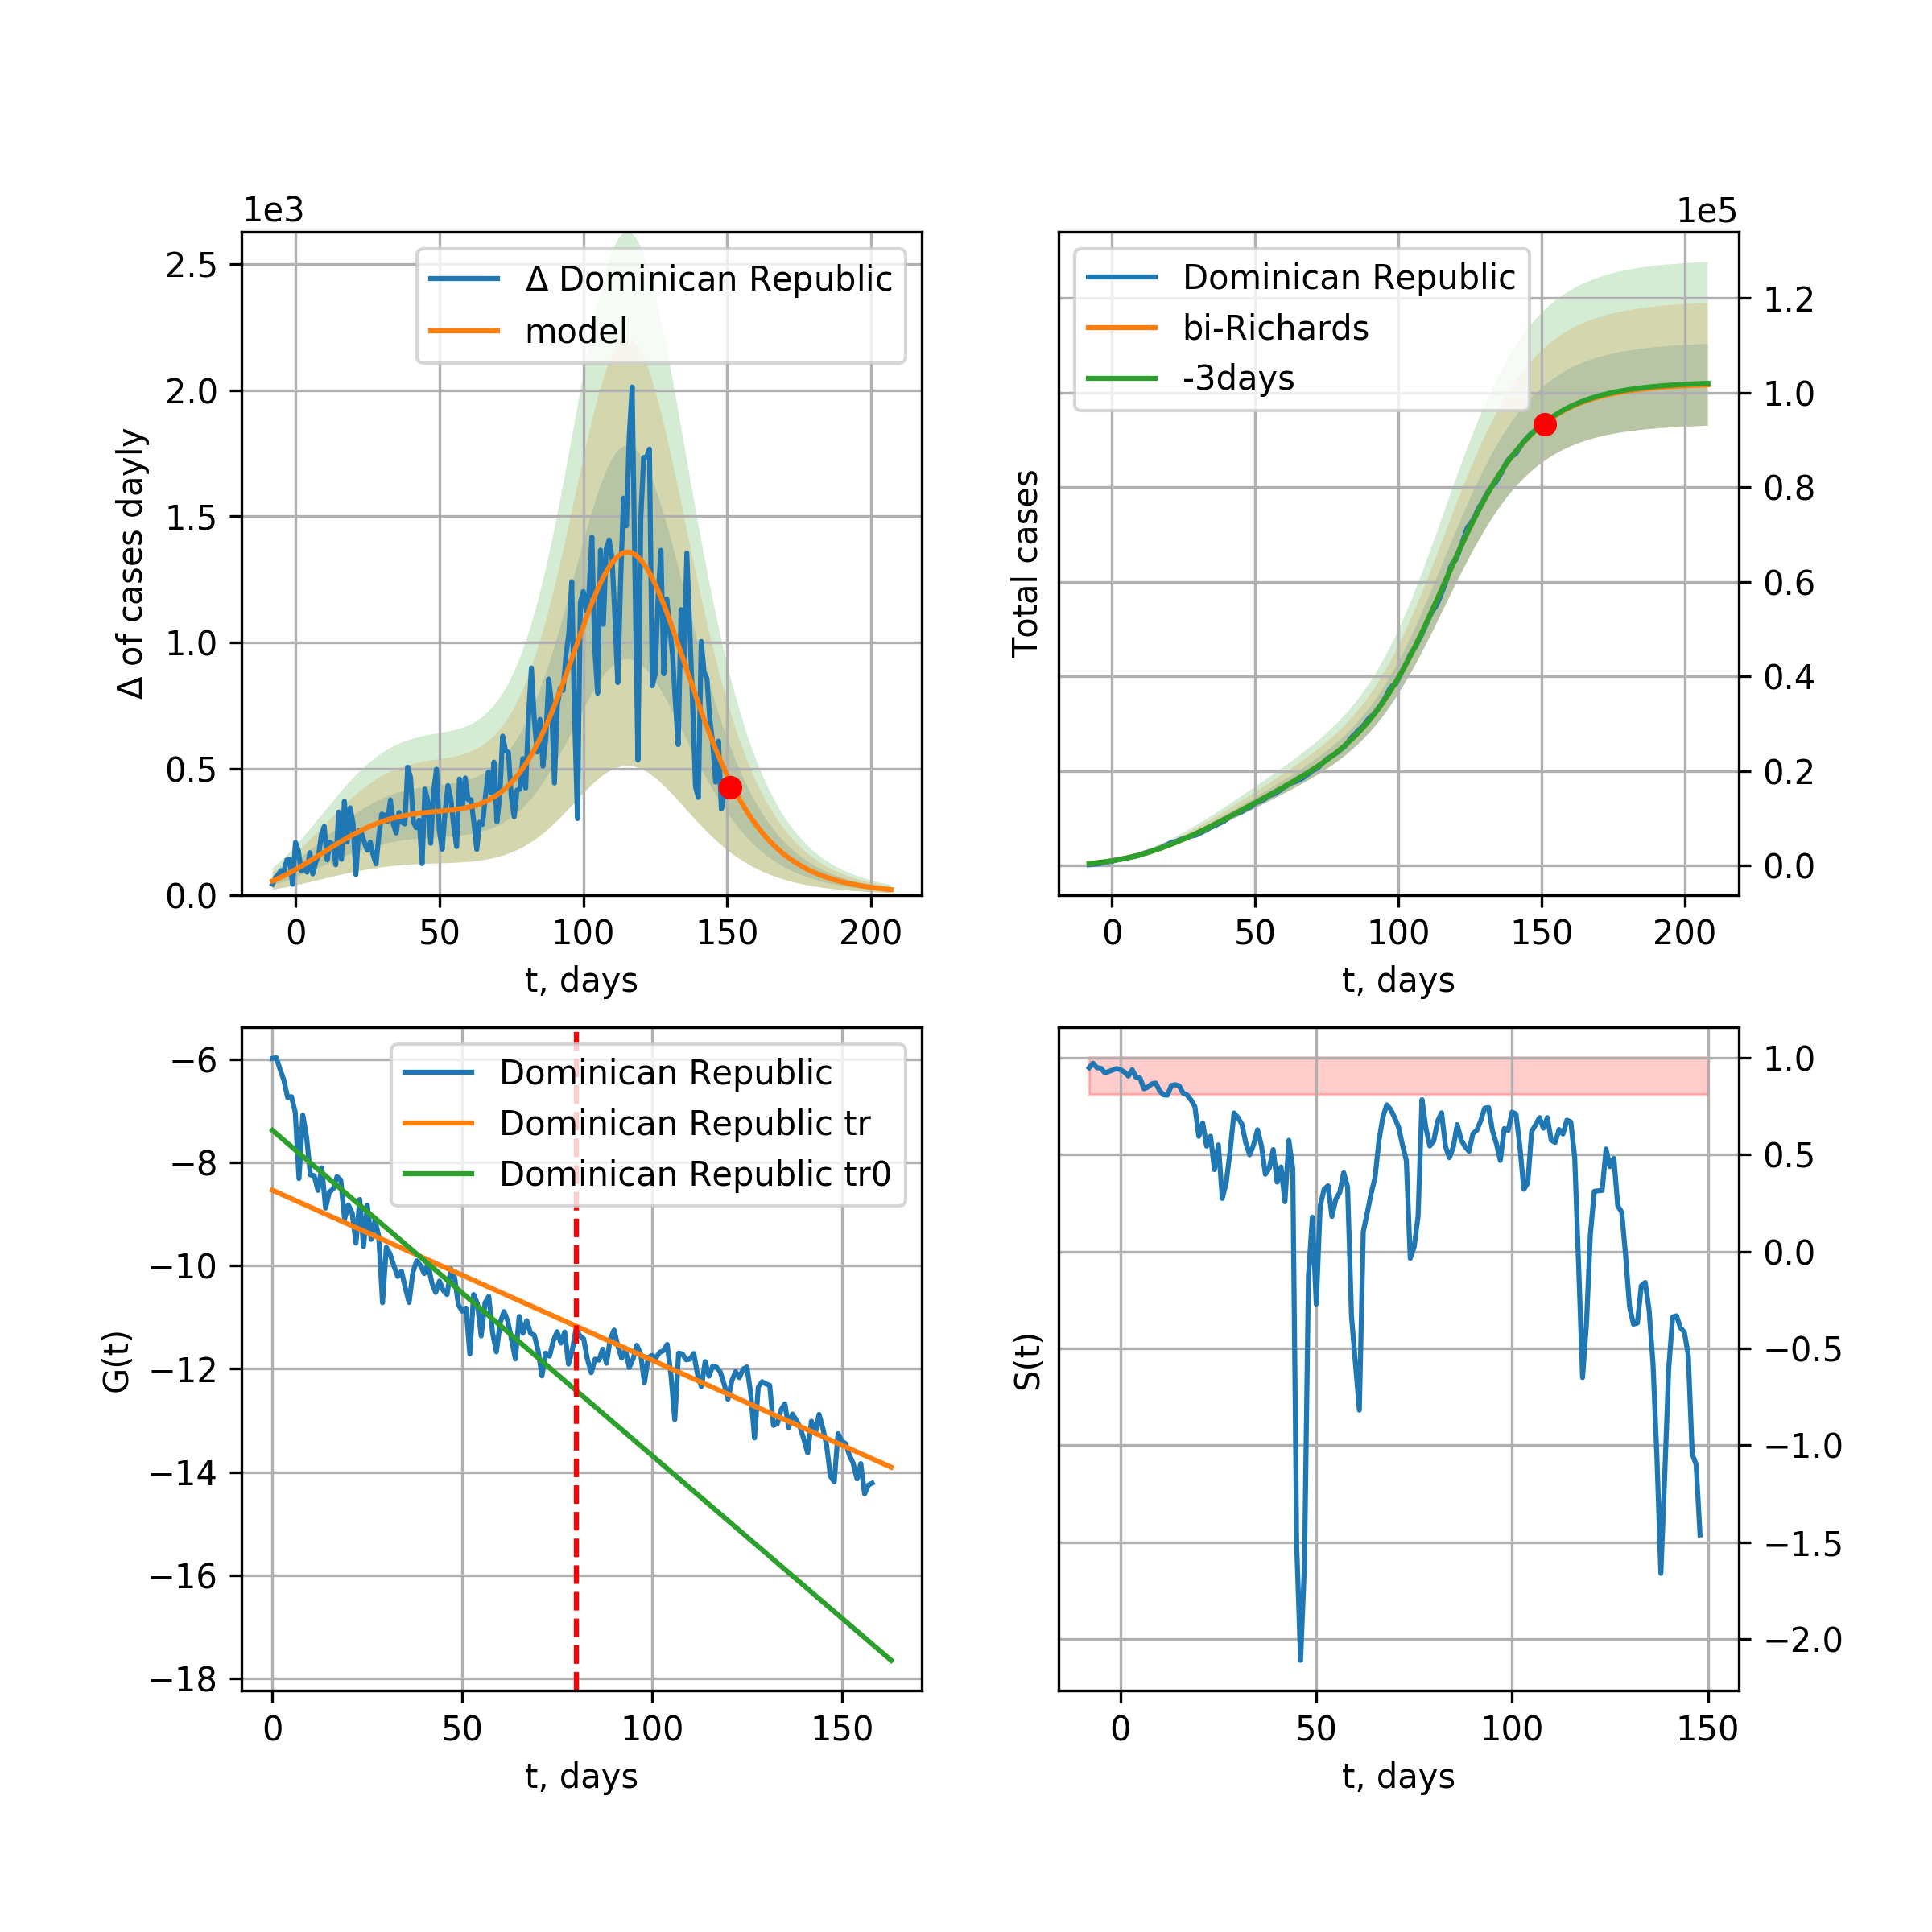 1e3
2.5
2.0
1.5
1.0
0.5
0.0
Δ of cases dayly
Δ Dominican Republic
model
0 50 100 150 200
t, days
1e5
Dominican Republic
bi-Richards
-3days
Total cases
1.2
1.0
0.8
0.6
0.4
0.2
0.0
0 50 100 150 200
t, days
−6
−8
−10
−12
−14
−16
−18
G(t)
Dominican Republic
Dominican Republic tr
Dominican Republic tr0
0 50 100 150
t, days
S(t)
1.0
0.5
0.0
−0.5
−1.0
−1.5
−2.0
0 50 100 150
t, days